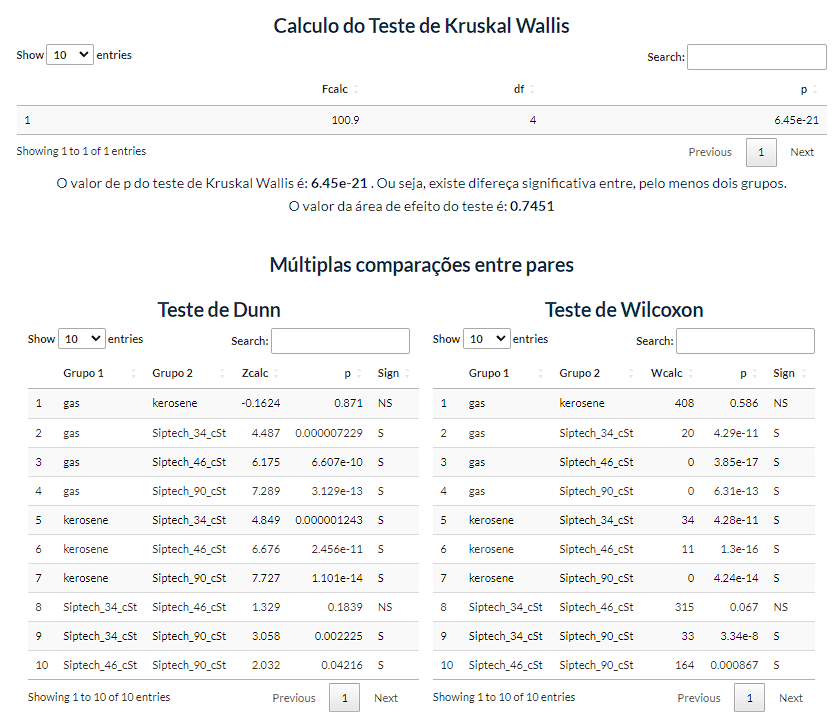 Calculo do Teste de Kruskal Wallis
Show 10 entries Search:
Fcalc df p
1 100.9 4 6.45e-21
Showing 1 to 1 of 1 entries Previous 1 Next
O valor de p do teste de Kruskal Wallis é: 6.45e-21 . Ou seja, existe difereça significativa entre, pelo menos dois grupos.
O valor da área de efeito do teste é: 0.7451
Múltiplas comparações entre pares
Teste de Dunn
Show 10 entries Search:
Grupo 1 Grupo 2 Zcalc p Sign
1 gas kerosene -0.1624 0.871 NS
2 gas Siptech_34_cSt 4.487 0.000007229 S
3 gas Siptech_46_cSt 6.175 6.607e-10 S
4 gas Siptech_90_cSt 7.289 3.129e-13 S
5 kerosene Siptech_34_cSt 4.849 0.000001243 S
6 kerosene Siptech_46_cSt 6.676 2.456e-11 S
7 kerosene Siptech_90_cSt 7.727 1.101e-14 S
8 Siptech_34_cSt Siptech_46_cSt 1.329 0.1839 NS
9 Siptech_34_cSt Siptech_90_cSt 3.058 0.002225 S
10 Siptech_46_cSt Siptech_90_cSt 2.032 0.04216 S
Showing 1 to 10 of 10 entries Previous 1 Next
Teste de Wilcoxon
Show 10 entries Search:
Grupo 1 Grupo 2 Wcalc p Sign
1 gas kerosene 408 0.586 NS
2 gas Siptech_34_cSt 20 4.29e-11 S
3 gas Siptech_46_cSt 0 3.85e-17 S
4 gas Siptech_90_cSt 0 6.31e-13 S
5 kerosene Siptech_34_cSt 34 4.28e-11 S
6 kerosene Siptech_46_cSt 11 1.3e-16 S
7 kerosene Siptech_90_cSt 0 4.24e-14 S
8 Siptech_34_cSt Siptech_46_cSt 315 0.067 NS
9 Siptech_34_cSt Siptech_90_cSt 33 3.34e-8 S
10 Siptech_46_cSt Siptech_90_cSt 164 0.000867 S
Showing 1 to 10 of 10 entries Previous 1 Next